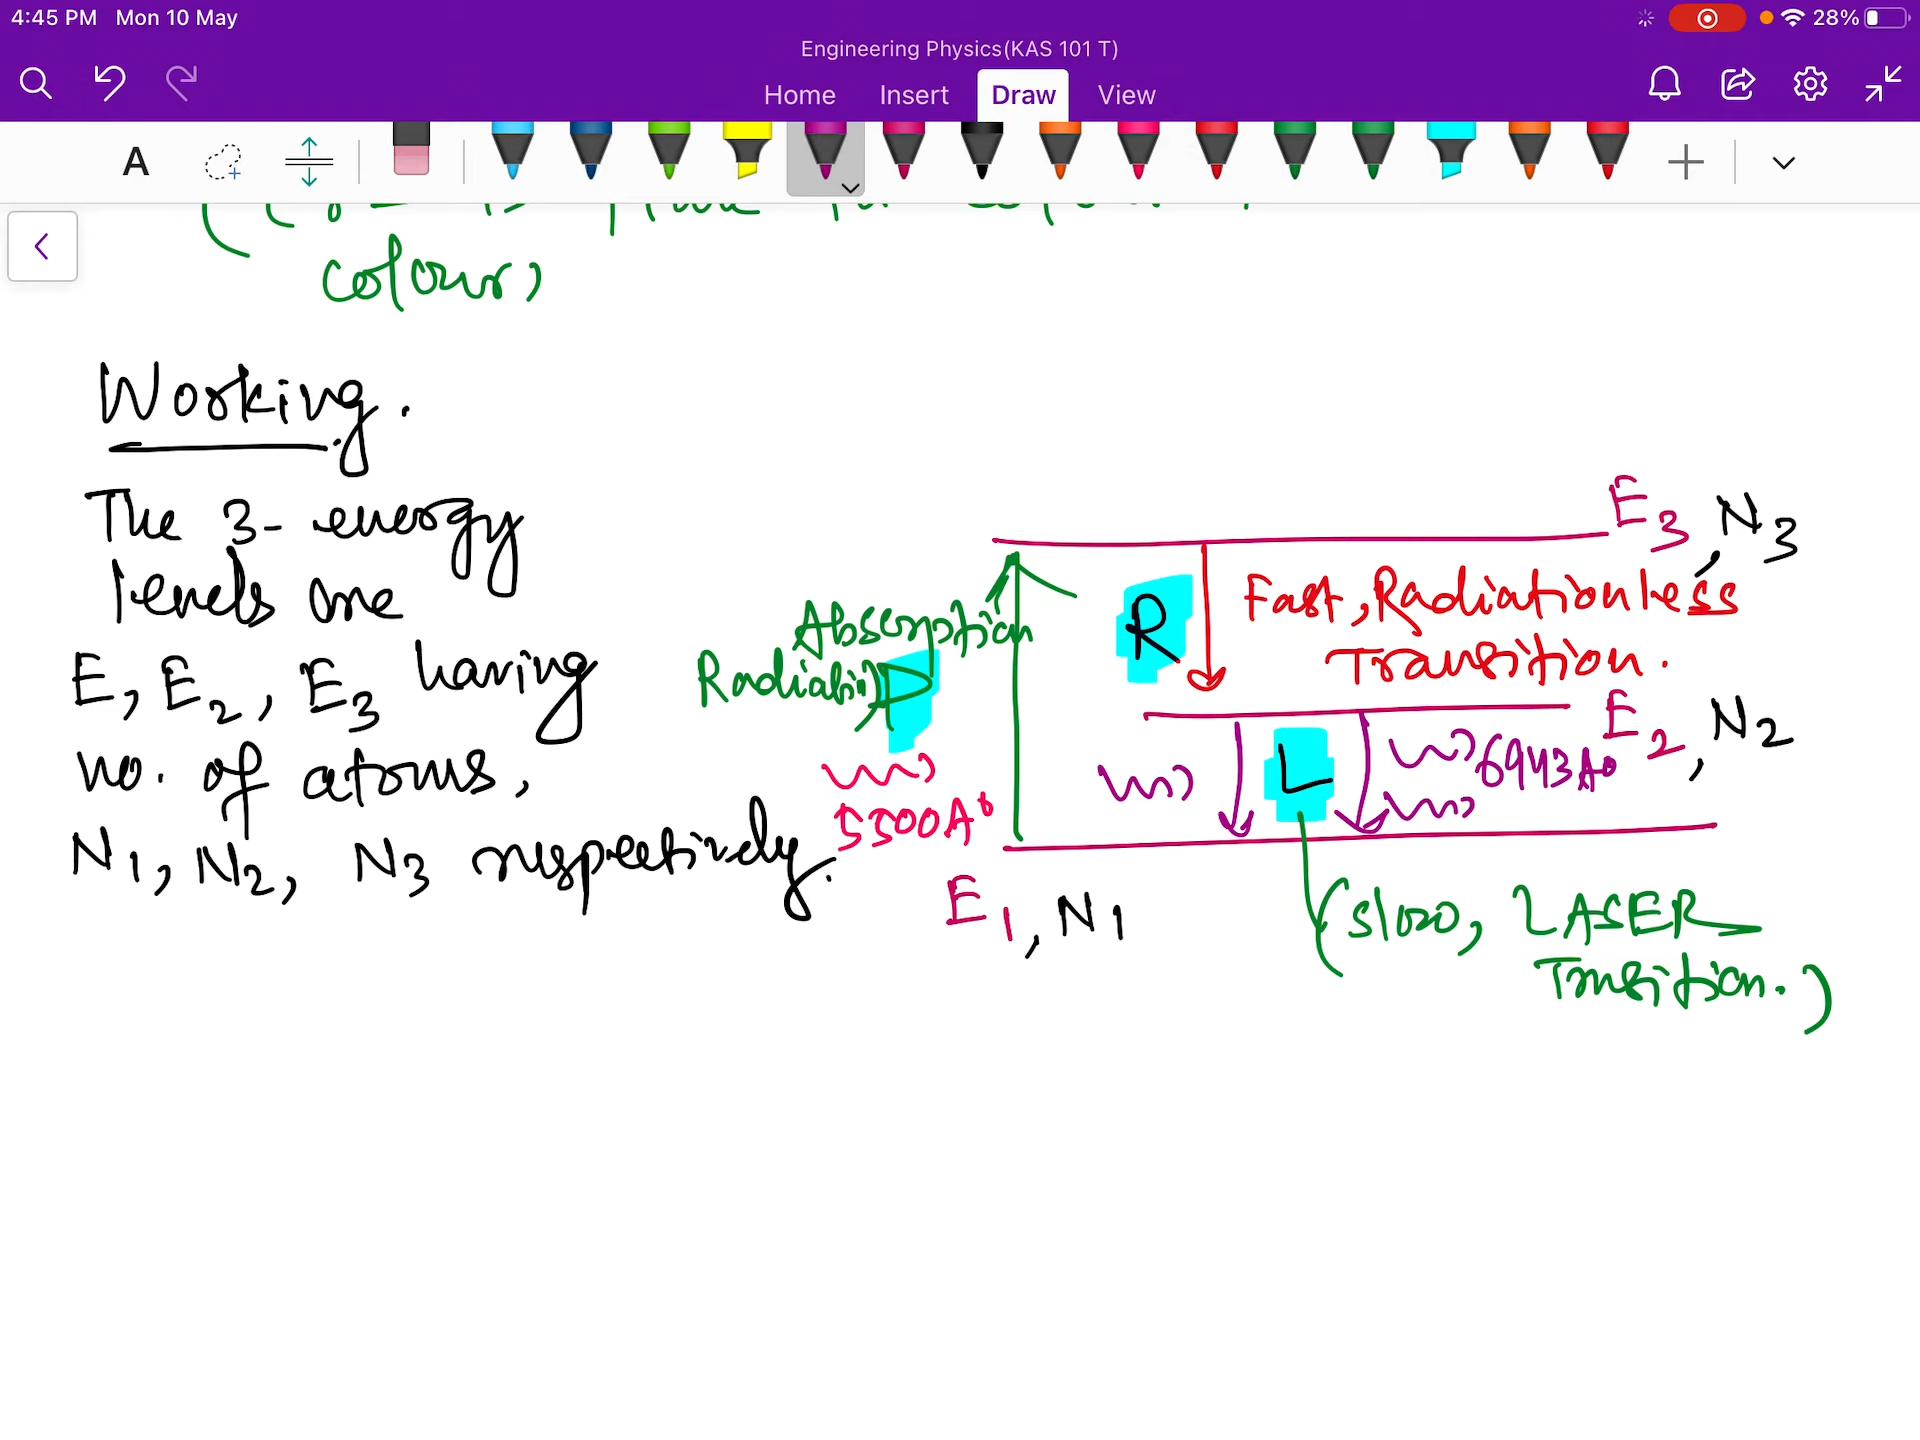 4:45 PM Mon 10 May
28%
Engineering Physics(KAS 101 T)
Home Insert Draw View
A
colour)
Working.
The 3- energy
levels are
E, E2, E3 having
no. of atoms,
N1, N2, N3 respectively.
E3, N3
Absorption
Radiation
R
Fast, Radiationless
Transition.
E2, N2
L
6943A°
5500A°
E1, N1
(slow, LASER
Transition.)